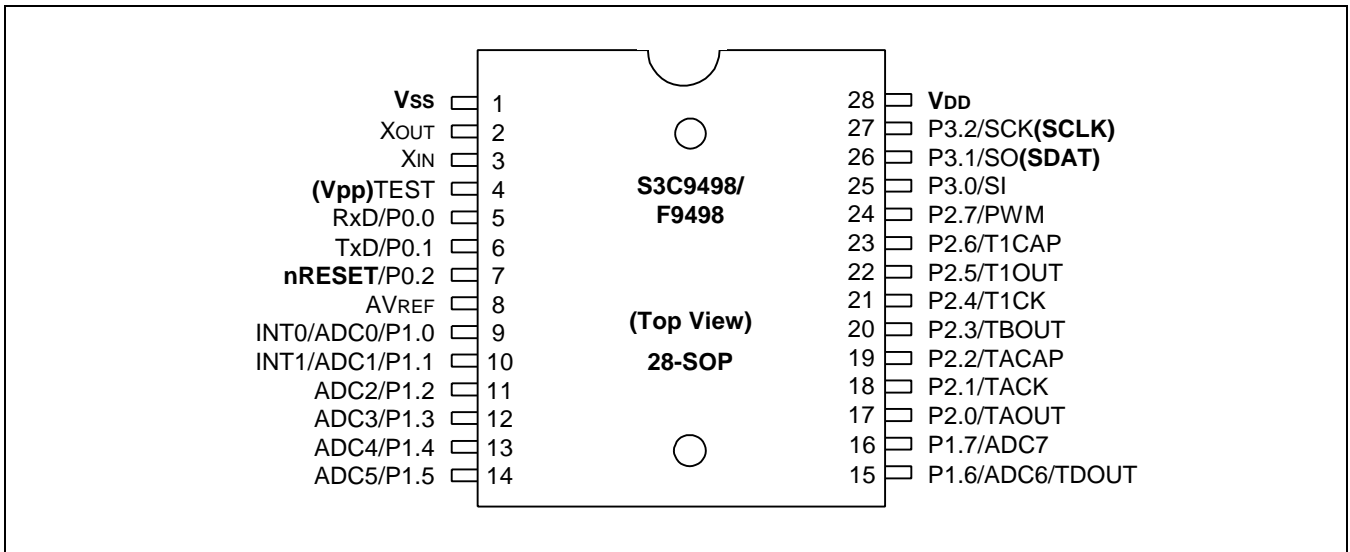 VSS 1
XOUT 2
XIN 3
(Vpp)TEST 4
RxD/P0.0 5
TxD/P0.1 6
nRESET/P0.2 7
AVREF 8
INT0/ADC0/P1.0 9
INT1/ADC1/P1.1 10
ADC2/P1.2 11
ADC3/P1.3 12
ADC4/P1.4 13
ADC5/P1.5 14
S3C9498/
F9498
(Top View)
28-SOP
28 VDD
27 P3.2/SCK(SCLK)
26 P3.1/SO(SDAT)
25 P3.0/SI
24 P2.7/PWM
23 P2.6/T1CAP
22 P2.5/T1OUT
21 P2.4/T1CK
20 P2.3/TBOUT
19 P2.2/TACAP
18 P2.1/TACK
17 P2.0/TAOUT
16 P1.7/ADC7
15 P1.6/ADC6/TDOUT